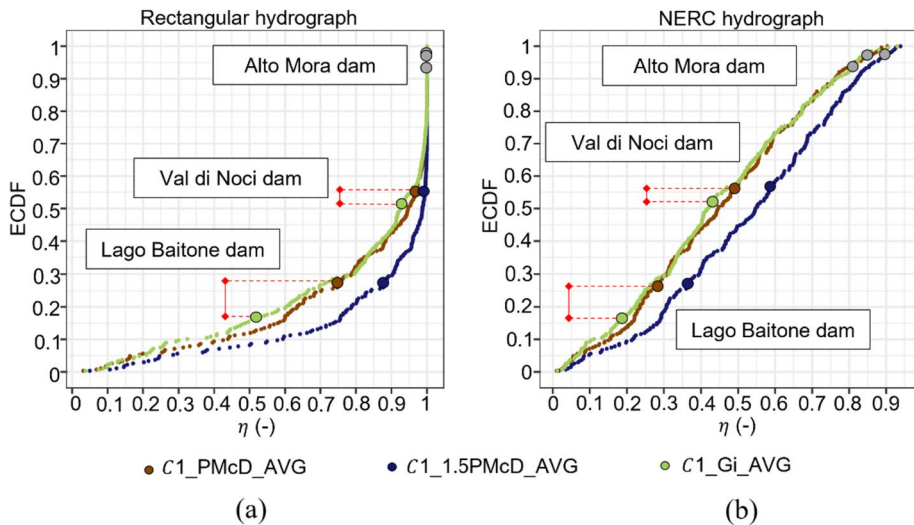 Rectangular hydrograph
NERC hydrograph
1
0.9
0.8
0.7
0.6
0.5
0.4
0.3
0.2
0.1
0
ECDF
Alto Mora dam
Val di Noci dam
Lago Baitone dam
0 0.1 0.2 0.3 0.4 0.5 0.6 0.7 0.8 0.9 1
η (-)
1
0.9
0.8
0.7
0.6
0.5
0.4
0.3
0.2
0.1
0
ECDF
Alto Mora dam
Val di Noci dam
Lago Baitone dam
0 0.1 0.2 0.3 0.4 0.5 0.6 0.7 0.8 0.9 1
η (-)
C1_PMcD_AVG
C1_1.5PMcD_AVG
C1_Gi_AVG
(a)
(b)